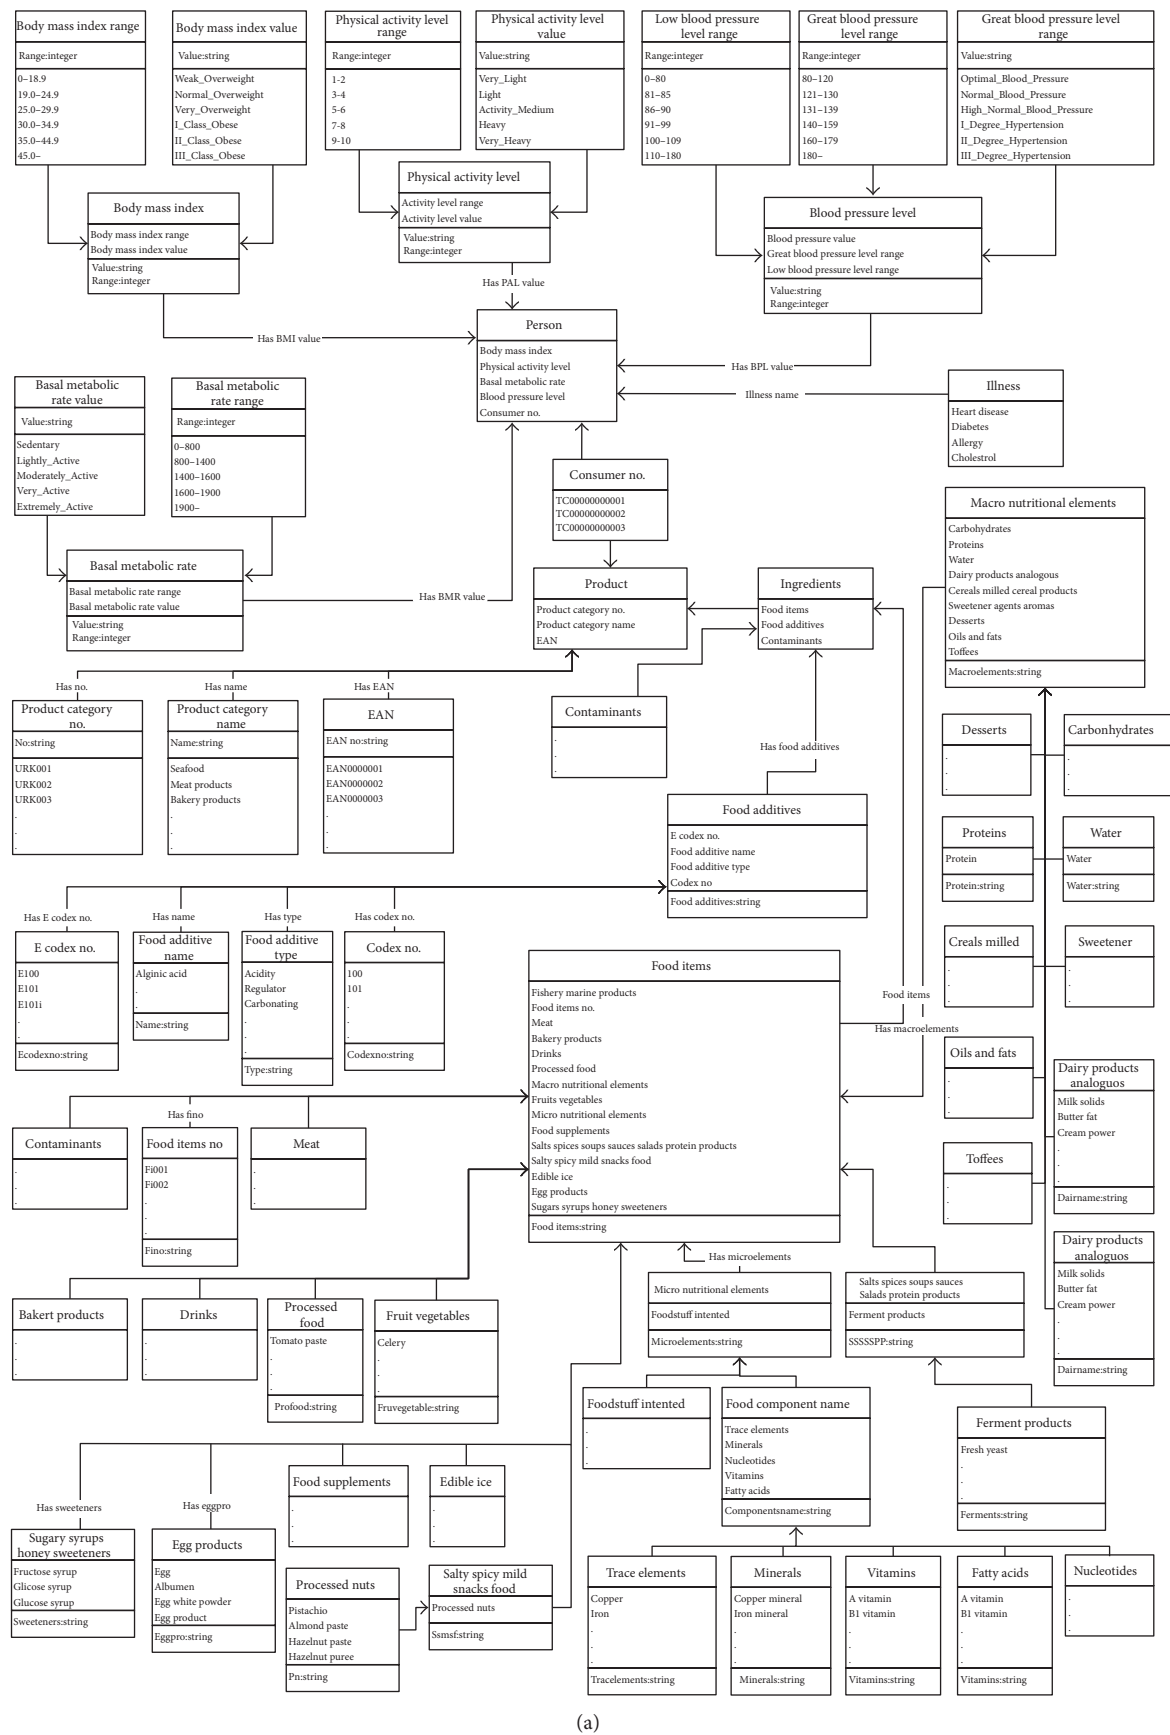 Body mass index range
Range:integer
0–18.9
19.0–24.9
25.0–29.9
30.0–34.9
35.0–44.9
45.0–
Body mass index value
Value:string
Weak_Overweight
Normal_Overweight
Very_Overweight
I_Class_Obese
II_Class_Obese
III_Class_Obese
Physical activity level
range
Range:integer
1-2
3-4
5-6
7-8
9-10
Physical activity level
value
Value:string
Very_Light
Light
Activity_Medium
Heavy
Very_Heavy
Low blood pressure
level range
Range:integer
0–80
81–85
86–90
91–99
100–109
110–180
Great blood pressure
level range
Range:integer
80–120
121–130
131–139
140–159
160–179
180–
Great blood pressure level
range
Value:string
Optimal_Blood_Pressure
Normal_Blood_Pressure
High_Normal_Blood_Pressure
I_Degree_Hypertension
II_Degree_Hypertension
III_Degree_Hypertension
Body mass index
Body mass index range
Body mass index value
Value:string
Range:integer
Physical activity level
Activity level range
Activity level value
Value:string
Range:integer
Blood pressure level
Blood pressure value
Great blood pressure level range
Low blood pressure level range
Value:string
Range:integer
Has PAL value
Has BMI value
Person
Body mass index
Physical activity level
Basal metabolic rate
Blood pressure level
Consumer no.
Has BPL value
Illness name
Illness
Heart disease
Diabetes
Allergy
Cholestrol
Basal metabolic
rate value
Value:string
Sedentary
Lightly_Active
Moderately_Active
Very_Active
Extremely_Active
Basal metabolic
rate range
Range:integer
0–800
800–1400
1400–1600
1600–1900
1900–
Consumer no.
TC00000000001
TC00000000002
TC00000000003
Basal metabolic rate
Basal metabolic rate range
Basal metabolic rate value
Value:string
Range:integer
Has BMR value
Product
Product category no.
Product category name
EAN
Ingredients
Food items
Food additives
Contaminants
Macro nutritional elements
Carbohydrates
Proteins
Water
Dairy products analogous
Cereals milled cereal products
Sweetener agents aromas
Desserts
Oils and fats
Toffees
Macroelements:string
Has no.
Has name
Has EAN
Product category
no.
No:string
URK001
URK002
URK003
.
.
.
Product category
name
Name:string
Seafood
Meat products
Bakery products
.
.
.
EAN
EAN no:string
EAN0000001
EAN0000002
EAN0000003
.
.
.
Contaminants
.
.
.
Has food additives
Food additives
E codex no.
Food additive name
Food additive type
Codex no
Food additives:string
Desserts
.
.
.
Carbonhydrates
.
.
.
Proteins
Protein
Protein:string
Water
Water
Water:string
Has E codex no.
Has name
Has type
Has codex no.
E codex no.
E100
E101
E101i
.
.
Ecodexno:string
Food additive
name
Alginic acid
.
.
Name:string
Food additive
type
Acidity
Regulator
Carbonating
.
.
.
Type:string
Codex no.
100
101
.
.
.
Codexno:string
Creals milled
.
.
.
Sweetener
.
.
.
Food items
Has macroelements
Food items
Fishery marine products
Food items no.
Meat
Bakery products
Drinks
Processed food
Macro nutritional elements
Fruits vegetables
Micro nutritional elements
Food supplements
Salts spices soups sauces salads protein products
Salty spicy mild snacks food
Edible ice
Egg products
Sugars syrups honey sweeteners
Food items:string
Oils and fats
.
.
.
Dairy products
analoguos
Milk solids
Butter fat
Cream power
.
.
.
Dairname:string
Toffees
.
.
.
Dairy products
analoguos
Milk solids
Butter fat
Cream power
.
.
.
Dairname:string
Has fino
Contaminants
.
.
.
Food items no
Fi001
Fi002
.
.
.
Fino:string
Meat
.
.
.
Has microelements
Bakert products
.
.
.
Drinks
.
.
.
Processed
food
Tomato paste
.
.
.
Profood:string
Fruit vegetables
Celery
.
.
.
Fruvegetable:string
Micro nutritional elements
Foodstuff intented
Microelements:string
Salts spices soups sauces
Salads protein products
Ferment products
SSSSSPP:string
Foodstuff intented
.
.
.
Food component name
Trace elements
Minerals
Nucleotides
Vitamins
Fatty acids
Componentsname:string
Ferment products
Fresh yeast
.
.
.
Ferments:string
Has sweeteners
Has eggpro
Food supplements
.
.
.
Edible ice
.
.
.
Sugary syrups
honey sweeteners
Fructose syrup
Glicose syrup
Glucose syrup
Sweeteners:string
Egg products
Egg
Albumen
Egg white powder
Egg product
Eggpro:string
Processed nuts
Pistachio
Almond paste
Hazelnut paste
Hazelnut puree
Pn:string
Salty spicy mild
snacks food
Processed nuts
Ssmsf:string
Trace elements
Copper
Iron
.
.
.
Tracelements:string
Minerals
Copper mineral
Iron mineral
.
.
.
Minerals:string
Vitamins
A vitamin
B1 vitamin
.
.
.
Vitamins:string
Fatty acids
A vitamin
B1 vitamin
.
.
.
Vitamins:string
Nucleotides
.
.
.
(a)